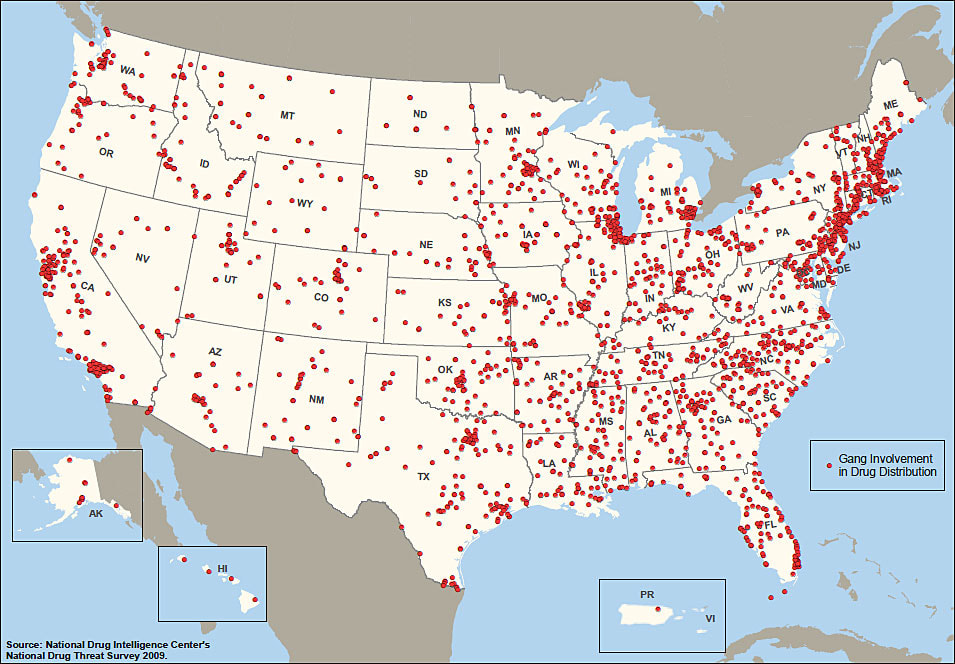 WA
MT
ND
MN
ME
OR
ID
SD
WI
MI
VT
NH
NY
MA
CT
RI
WY
IA
NE
PA
NJ
NV
UT
CO
IL
IN
OH
WV
MD
DE
CA
KS
MO
KY
VA
AZ
NM
OK
AR
TN
NC
SC
MS
AL
GA
TX
LA
FL
Gang Involvement
in Drug Distribution
AK
HI
PR
VI
Source: National Drug Intelligence Center's
National Drug Threat Survey 2009.